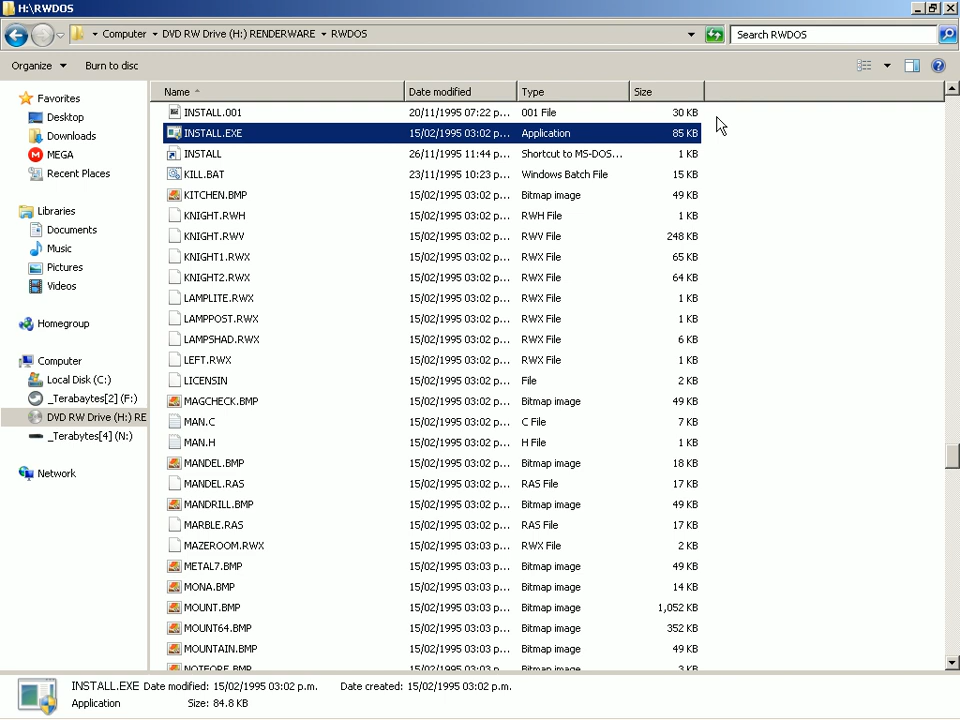 H:\RWDOS
Computer DVD RW Drive (H:) RENDERWARE RWDOS
Search RWDOS
Organize Burn to disc
Name Date modified Type Size
Favorites
Desktop
Downloads
MEGA
Recent Places
Libraries
Documents
Music
Pictures
Videos
Homegroup
Computer
Local Disk (C:)
_Terabaytes[2] (F:)
DVD RW Drive (H:) RE
_Terabytes[4] (N:)
Network
INSTALL.001 20/11/1995 07:22 p... 001 File 30 KB
INSTALL.EXE 15/02/1995 03:02 p... Application 85 KB
INSTALL 26/11/1995 11:44 p... Shortcut to MS-DOS... 1 KB
KILL.BAT 23/11/1995 10:23 p... Windows Batch File 15 KB
KITCHEN.BMP 15/02/1995 03:02 p... Bitmap image 49 KB
KNIGHT.RWH 15/02/1995 03:02 p... RWH File 1 KB
KNIGHT.RWV 15/02/1995 03:02 p... RWV File 248 KB
KNIGHT1.RWX 15/02/1995 03:02 p... RWX File 65 KB
KNIGHT2.RWX 15/02/1995 03:02 p... RWX File 64 KB
LAMPLITE.RWX 15/02/1995 03:02 p... RWX File 1 KB
LAMPPOST.RWX 15/02/1995 03:02 p... RWX File 1 KB
LAMPSHAD.RWX 15/02/1995 03:02 p... RWX File 6 KB
LEFT.RWX 15/02/1995 03:02 p... RWX File 1 KB
LICENSIN 15/02/1995 03:02 p... File 2 KB
MAGCHECK.BMP 15/02/1995 03:02 p... Bitmap image 49 KB
MAN.C 15/02/1995 03:02 p... C File 7 KB
MAN.H 15/02/1995 03:02 p... H File 1 KB
MANDEL.BMP 15/02/1995 03:02 p... Bitmap image 18 KB
MANDEL.RAS 15/02/1995 03:02 p... RAS File 17 KB
MANDRILL.BMP 15/02/1995 03:02 p... Bitmap image 49 KB
MARBLE.RAS 15/02/1995 03:02 p... RAS File 17 KB
MAZEROOM.RWX 15/02/1995 03:03 p... RWX File 2 KB
METAL7.BMP 15/02/1995 03:03 p... Bitmap image 49 KB
MONA.BMP 15/02/1995 03:03 p... Bitmap image 14 KB
MOUNT.BMP 15/02/1995 03:03 p... Bitmap image 1,052 KB
MOUNT64.BMP 15/02/1995 03:03 p... Bitmap image 352 KB
MOUNTAIN.BMP 15/02/1995 03:03 p... Bitmap image 49 KB
NOTFORE.BMP 15/02/1995 03:03 p... Bitmap image 3 KB
INSTALL.EXE Date modified: 15/02/1995 03:02 p.m. Date created: 15/02/1995 03:02 p.m.
Application Size: 84.8 KB